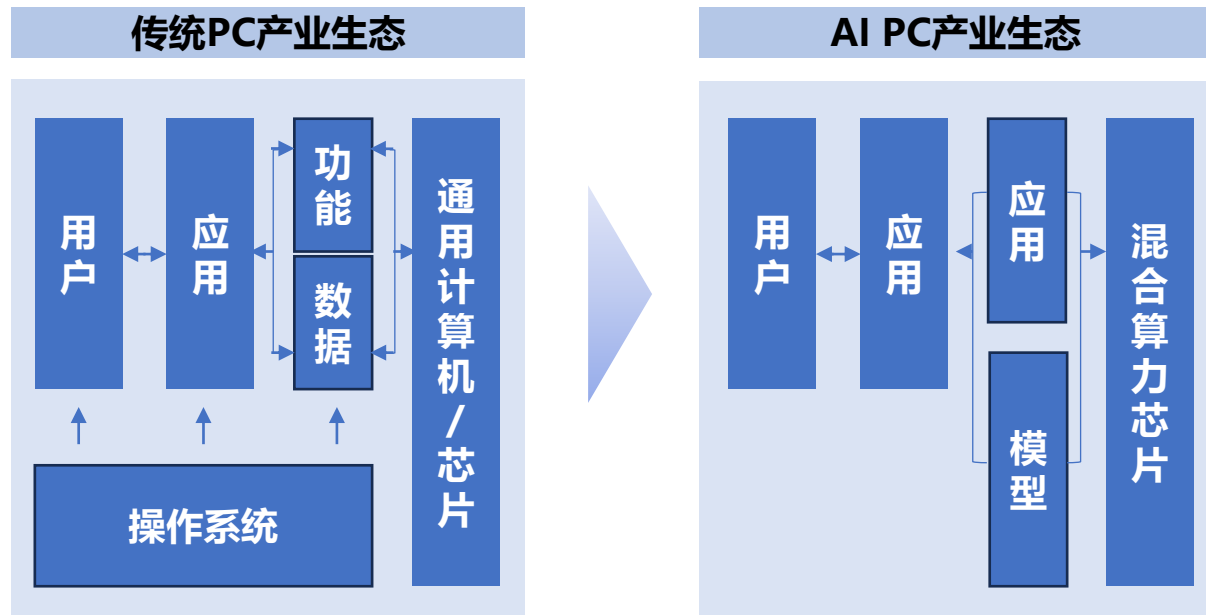 传统PC产业生态
用户
应用
功能
数据
通用计算机/芯片
操作系统
AI PC产业生态
用户
应用
应用
模型
混合算力芯片